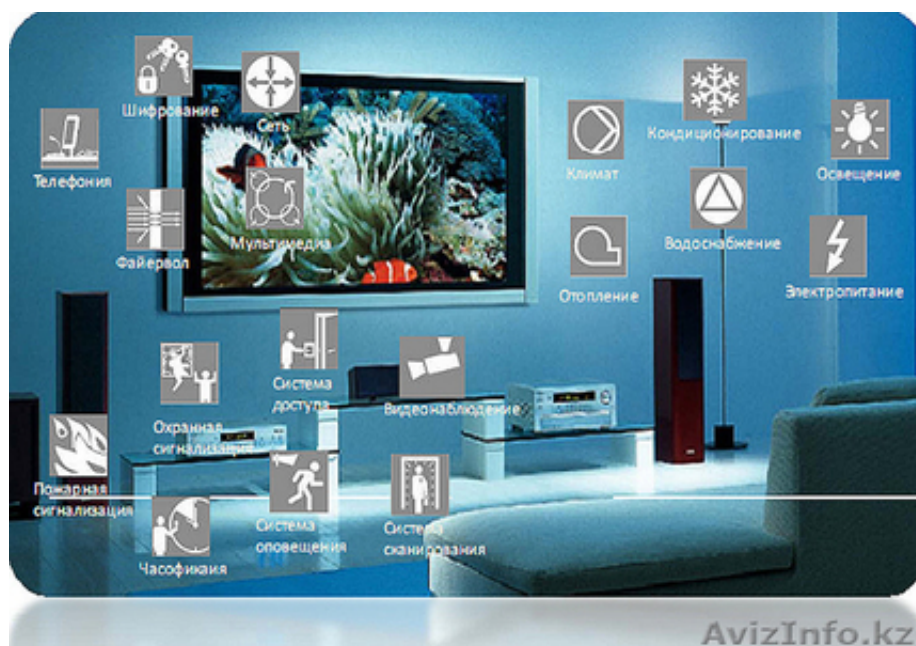 Шифрование
Сеть
Телефония
Файервол
Мультимедиа
Климат
Кондиционирование
Освещение
Отопление
Водоснабжение
Электропитание
Система
доступа
Видеонаблюдение
Охранная
сигнализация
Пожарная
сигнализация
Часофикаия
Система
оповещения
Система
сканирования
AvizInfo.kz